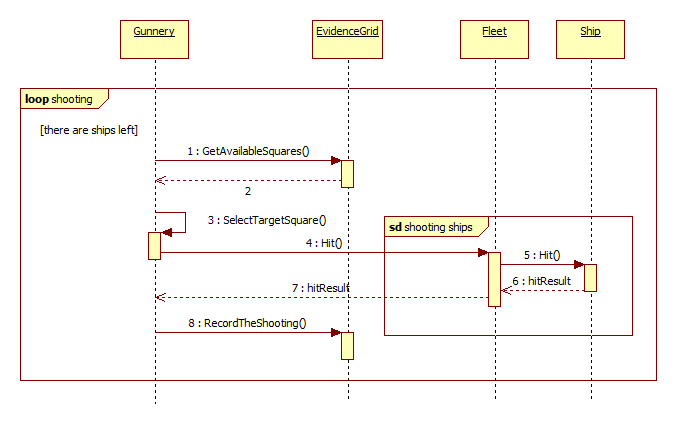 Gunnery
EvidenceGrid
Fleet
Ship
loop shooting
[there are ships left]
1 : GetAvailableSquares()
2
3 : SelectTargetSquare()
sd shooting ships
4 : Hit()
5 : Hit()
6 : hitResult
7 : hitResult
8 : RecordTheShooting()